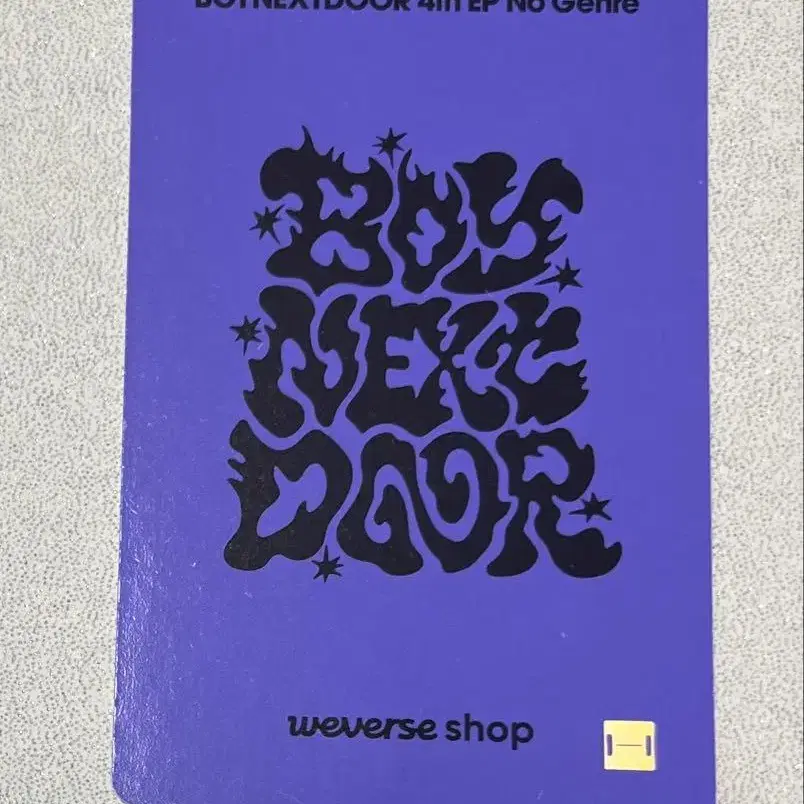 BOYNEXTDOOR 4th EP No Genre
BOY
NEXT
DOOR
weverse shop